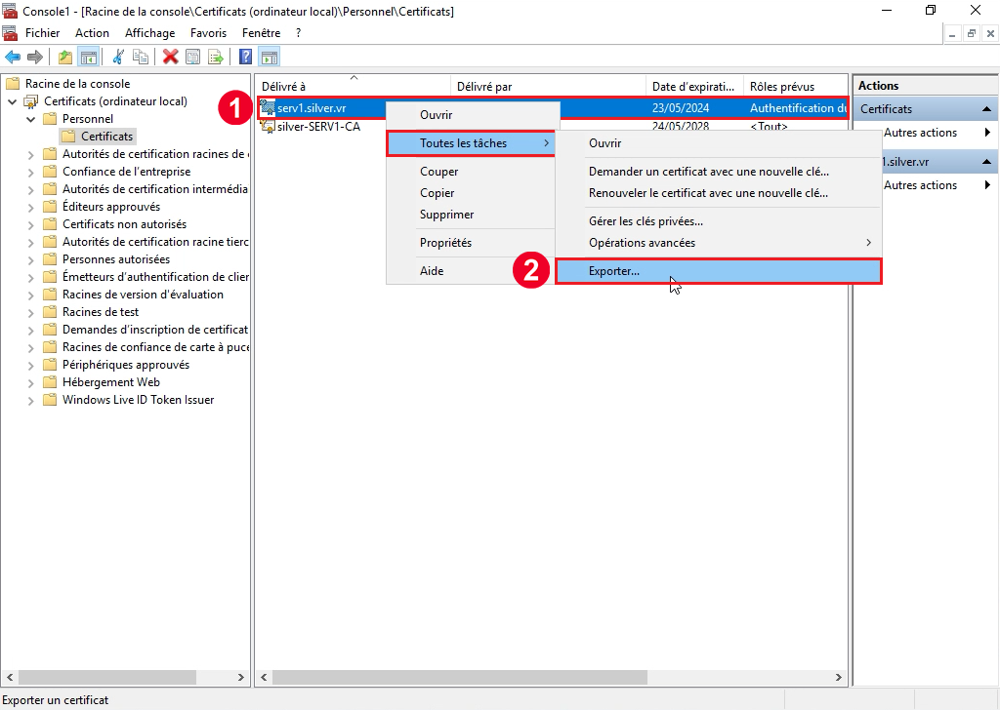 Console1 - [Racine de la console\Certificats (ordinateur local)\Personnel\Certificats]
Fichier Action Affichage Favoris Fenêtre ?
Racine de la console
Certificats (ordinateur local)
Personnel
Certificats
Autorités de certification racines de
Confiance de l'entreprise
Autorités de certification intermédia
Éditeurs approuvés
Certificats non autorisés
Autorités de certification racine tierc
Personnes autorisées
Émetteurs d'authentification de clier
Racines de version d'évaluation
Racines de test
Demandes d'inscription de certificat
Racines de confiance de carte à puce
Périphériques approuvés
Hébergement Web
Windows Live ID Token Issuer
Délivré à Délivré par Date d'expirati... Rôles prévus
1
serv1.silver.vr 23/05/2024 Authentification du
silver-SERV1-CA 24/05/2028 <Tout>
Ouvrir
Toutes les tâches
Couper
Copier
Supprimer
Propriétés
Aide
Ouvrir
Demander un certificat avec une nouvelle clé...
Renouveler le certificat avec une nouvelle clé...
Gérer les clés privées...
Opérations avancées
2
Exporter...
Actions
Certificats
Autres actions
1.silver.vr
Autres actions
Exporter un certificat